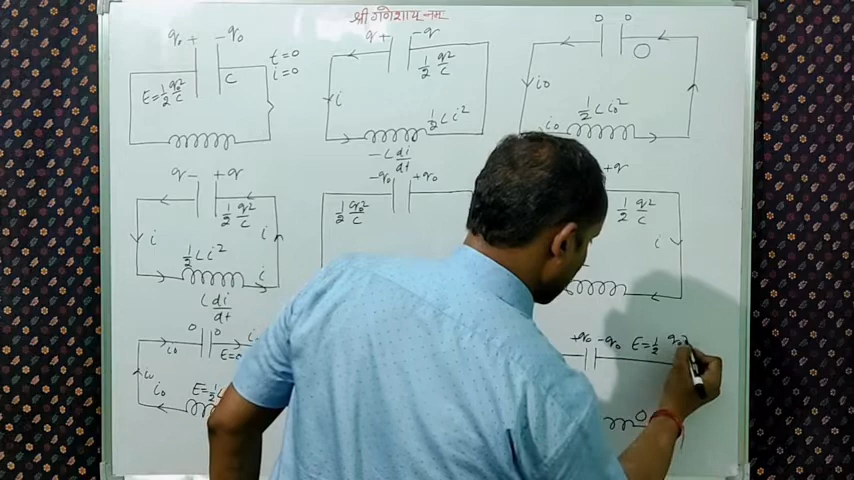 श्री गणेशाय नमः
q₀ + - q₀
t=0
i=0
C
E=½ q₀²/C
q + - q
½ q²/C
i
½ L i²
- L di/dt
0 0
0
i₀
i₀
½ L i₀²
q - + q
½ q²/C
i
i
½ L i²
i
L di/dt
- q₀ + q₀
½ q₀²/C
+ q
½ q²/C
i
0 0
i₀
E=0
i₀
i₀
E=½ L
+q₀ - q₀ E=½ q₀²
0